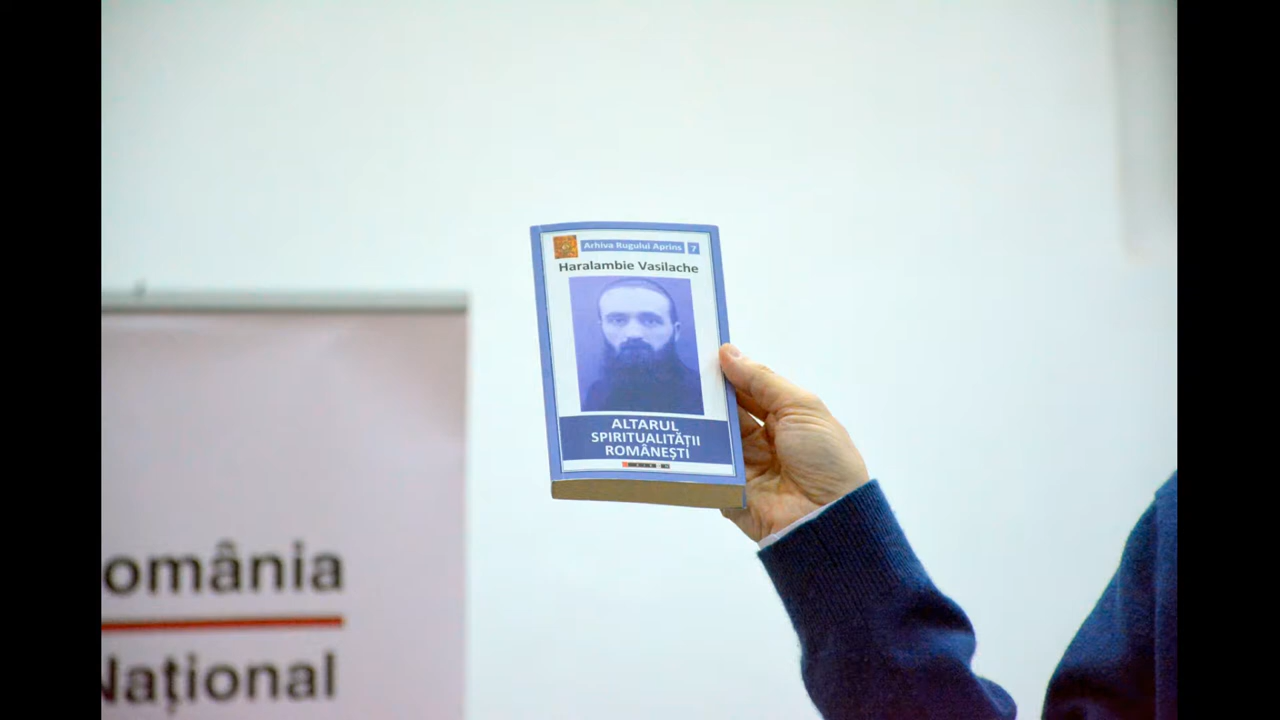 Arhiva Rugului Aprins 7
Haralambie Vasilache
ALTARUL
SPIRITUALITĂȚII
ROMÂNEȘTI
omânia
Național